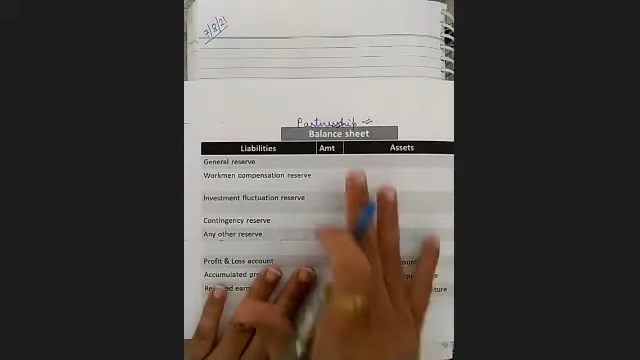 7/8/21
Partnership
Balance sheet
Liabilities Amt Assets
General reserve
Workmen compensation reserve
Investment fluctuation reserve
Contingency reserve
Any other reserve
Profit & Loss account
Accumulated